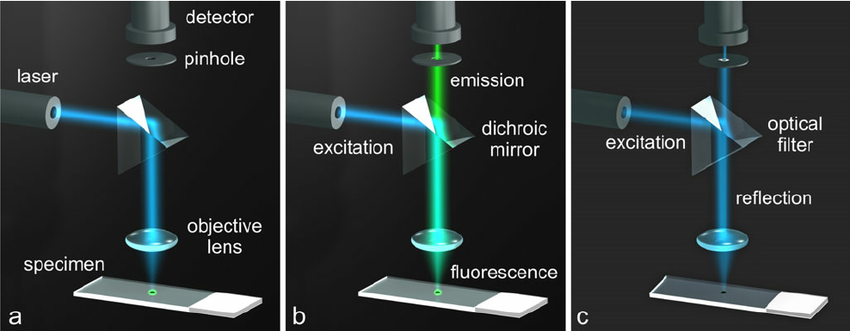 detector
pinhole
laser
objective
lens
specimen
a
emission
excitation
dichroic
mirror
fluorescence
b
excitation
optical
filter
reflection
c